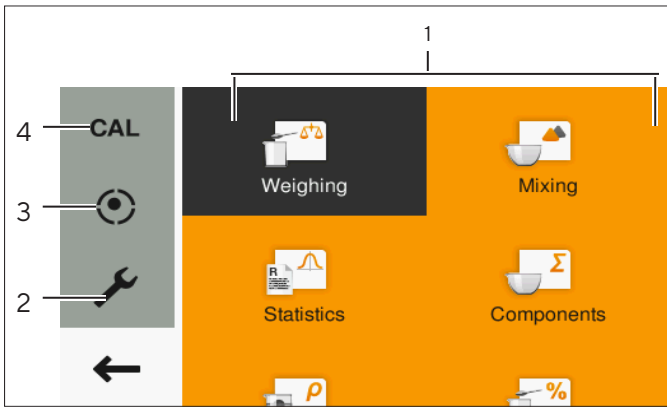 1
4 CAL
Weighing Mixing
3
R Σ
2
Statistics Components
ρ %